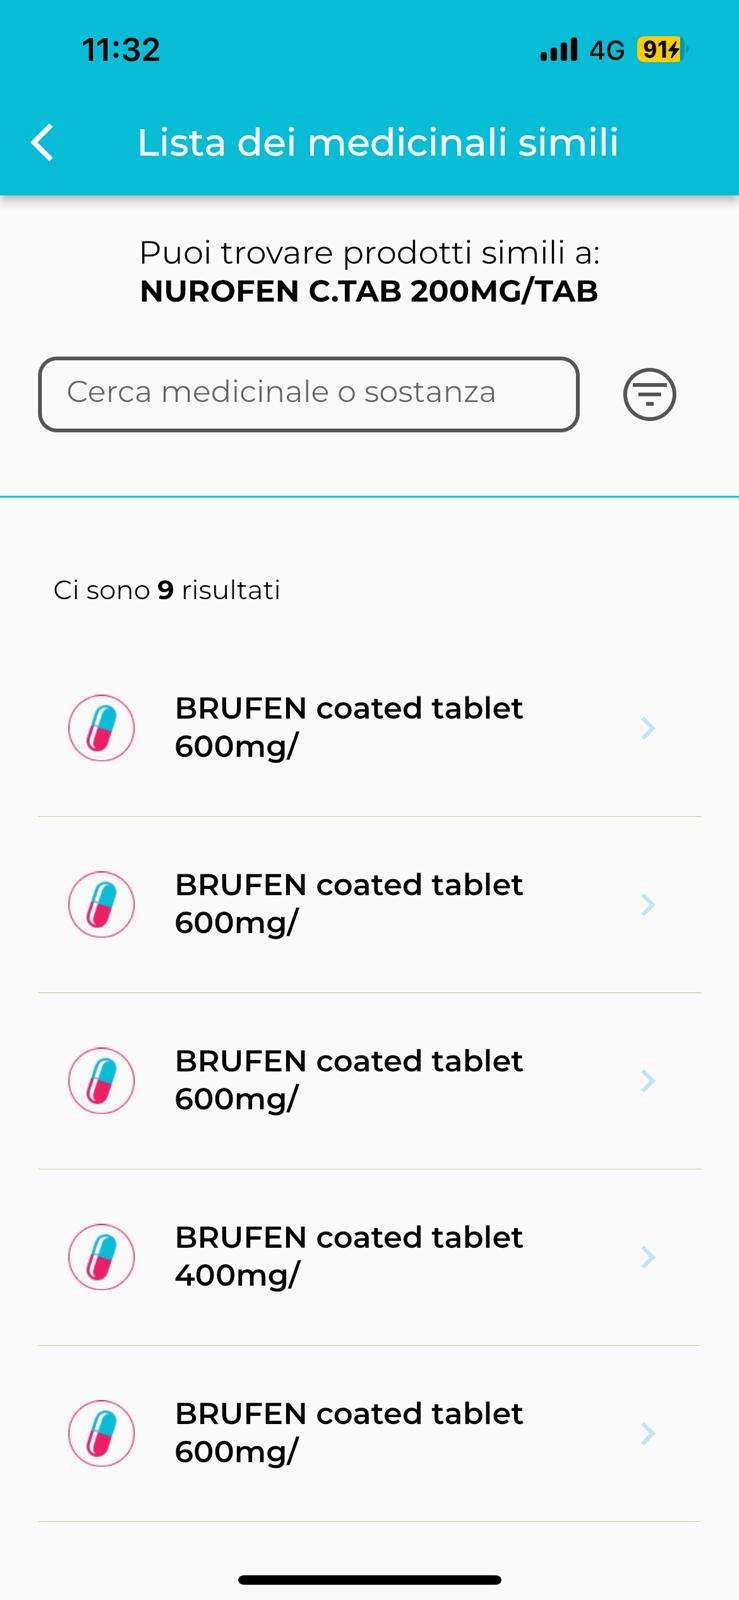 11:32
4G 91
Lista dei medicinali simili
Puoi trovare prodotti simili a:
NUROFEN C.TAB 200MG/TAB
Cerca medicinale o sostanza
Ci sono 9 risultati
BRUFEN coated tablet
600mg/
BRUFEN coated tablet
600mg/
BRUFEN coated tablet
600mg/
BRUFEN coated tablet
400mg/
BRUFEN coated tablet
600mg/